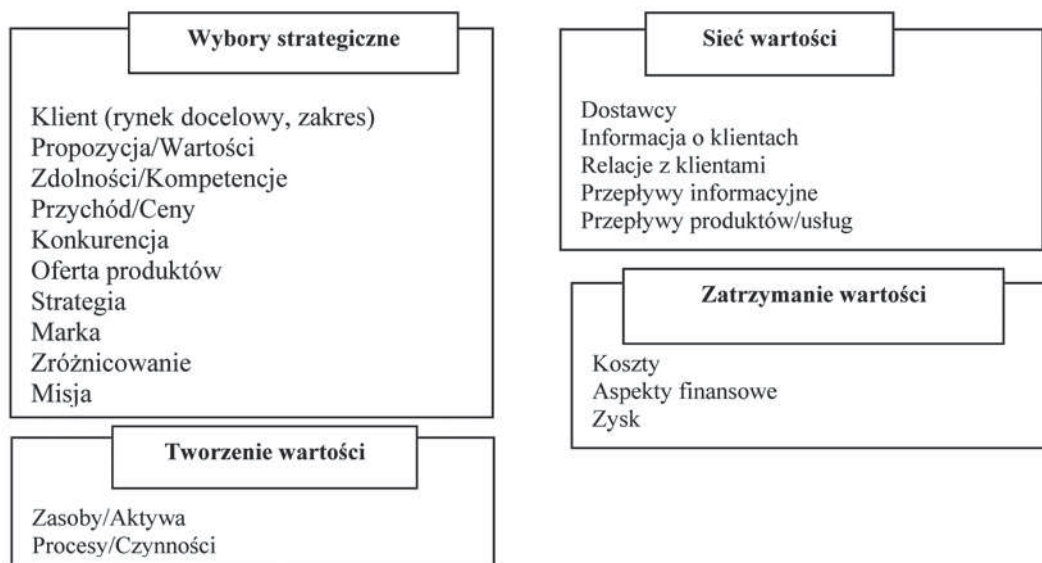 Wybory strategiczne
Klient (rynek docelowy, zakres)
Propozycja/Wartości
Zdolności/Kompetencje
Przychód/Ceny
Konkurencja
Oferta produktów
Strategia
Marka
Zróżnicowanie
Misja
Tworzenie wartości
Zasoby/Aktywa
Procesy/Czynności
Sieć wartości
Dostawcy
Informacja o klientach
Relacje z klientami
Przepływy informacyjne
Przepływy produktów/usług
Zatrzymanie wartości
Koszty
Aspekty finansowe
Zysk